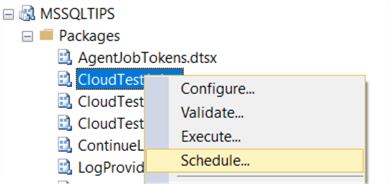 MSSQLTIPS
Packages
AgentJobTokens.dtsx
CloudTest
Configure...
CloudTest
Validate...
CloudTest
Execute...
ContinueL
Schedule...
LogProvid